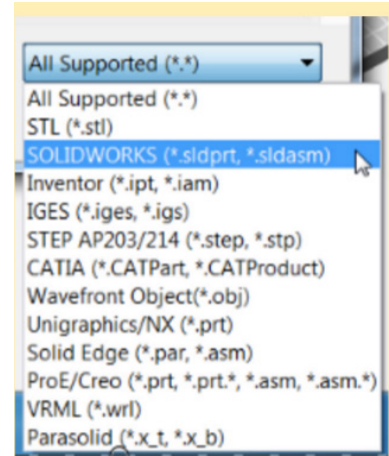 All Supported (*.*)
All Supported (*.*)
STL (*.stl)
SOLIDWORKS (*.sldprt, *.sldasm)
Inventor (*.ipt, *.iam)
IGES (*.iges, *.igs)
STEP AP203/214 (*.step, *.stp)
CATIA (*.CATPart, *.CATProduct)
Wavefront Object(*.obj)
Unigraphics/NX (*.prt)
Solid Edge (*.par, *.asm)
ProE/Creo (*.prt, *.prt.*, *.asm, *.asm.*)
VRML (*.wrl)
Parasolid (*.x_t, *.x_b)